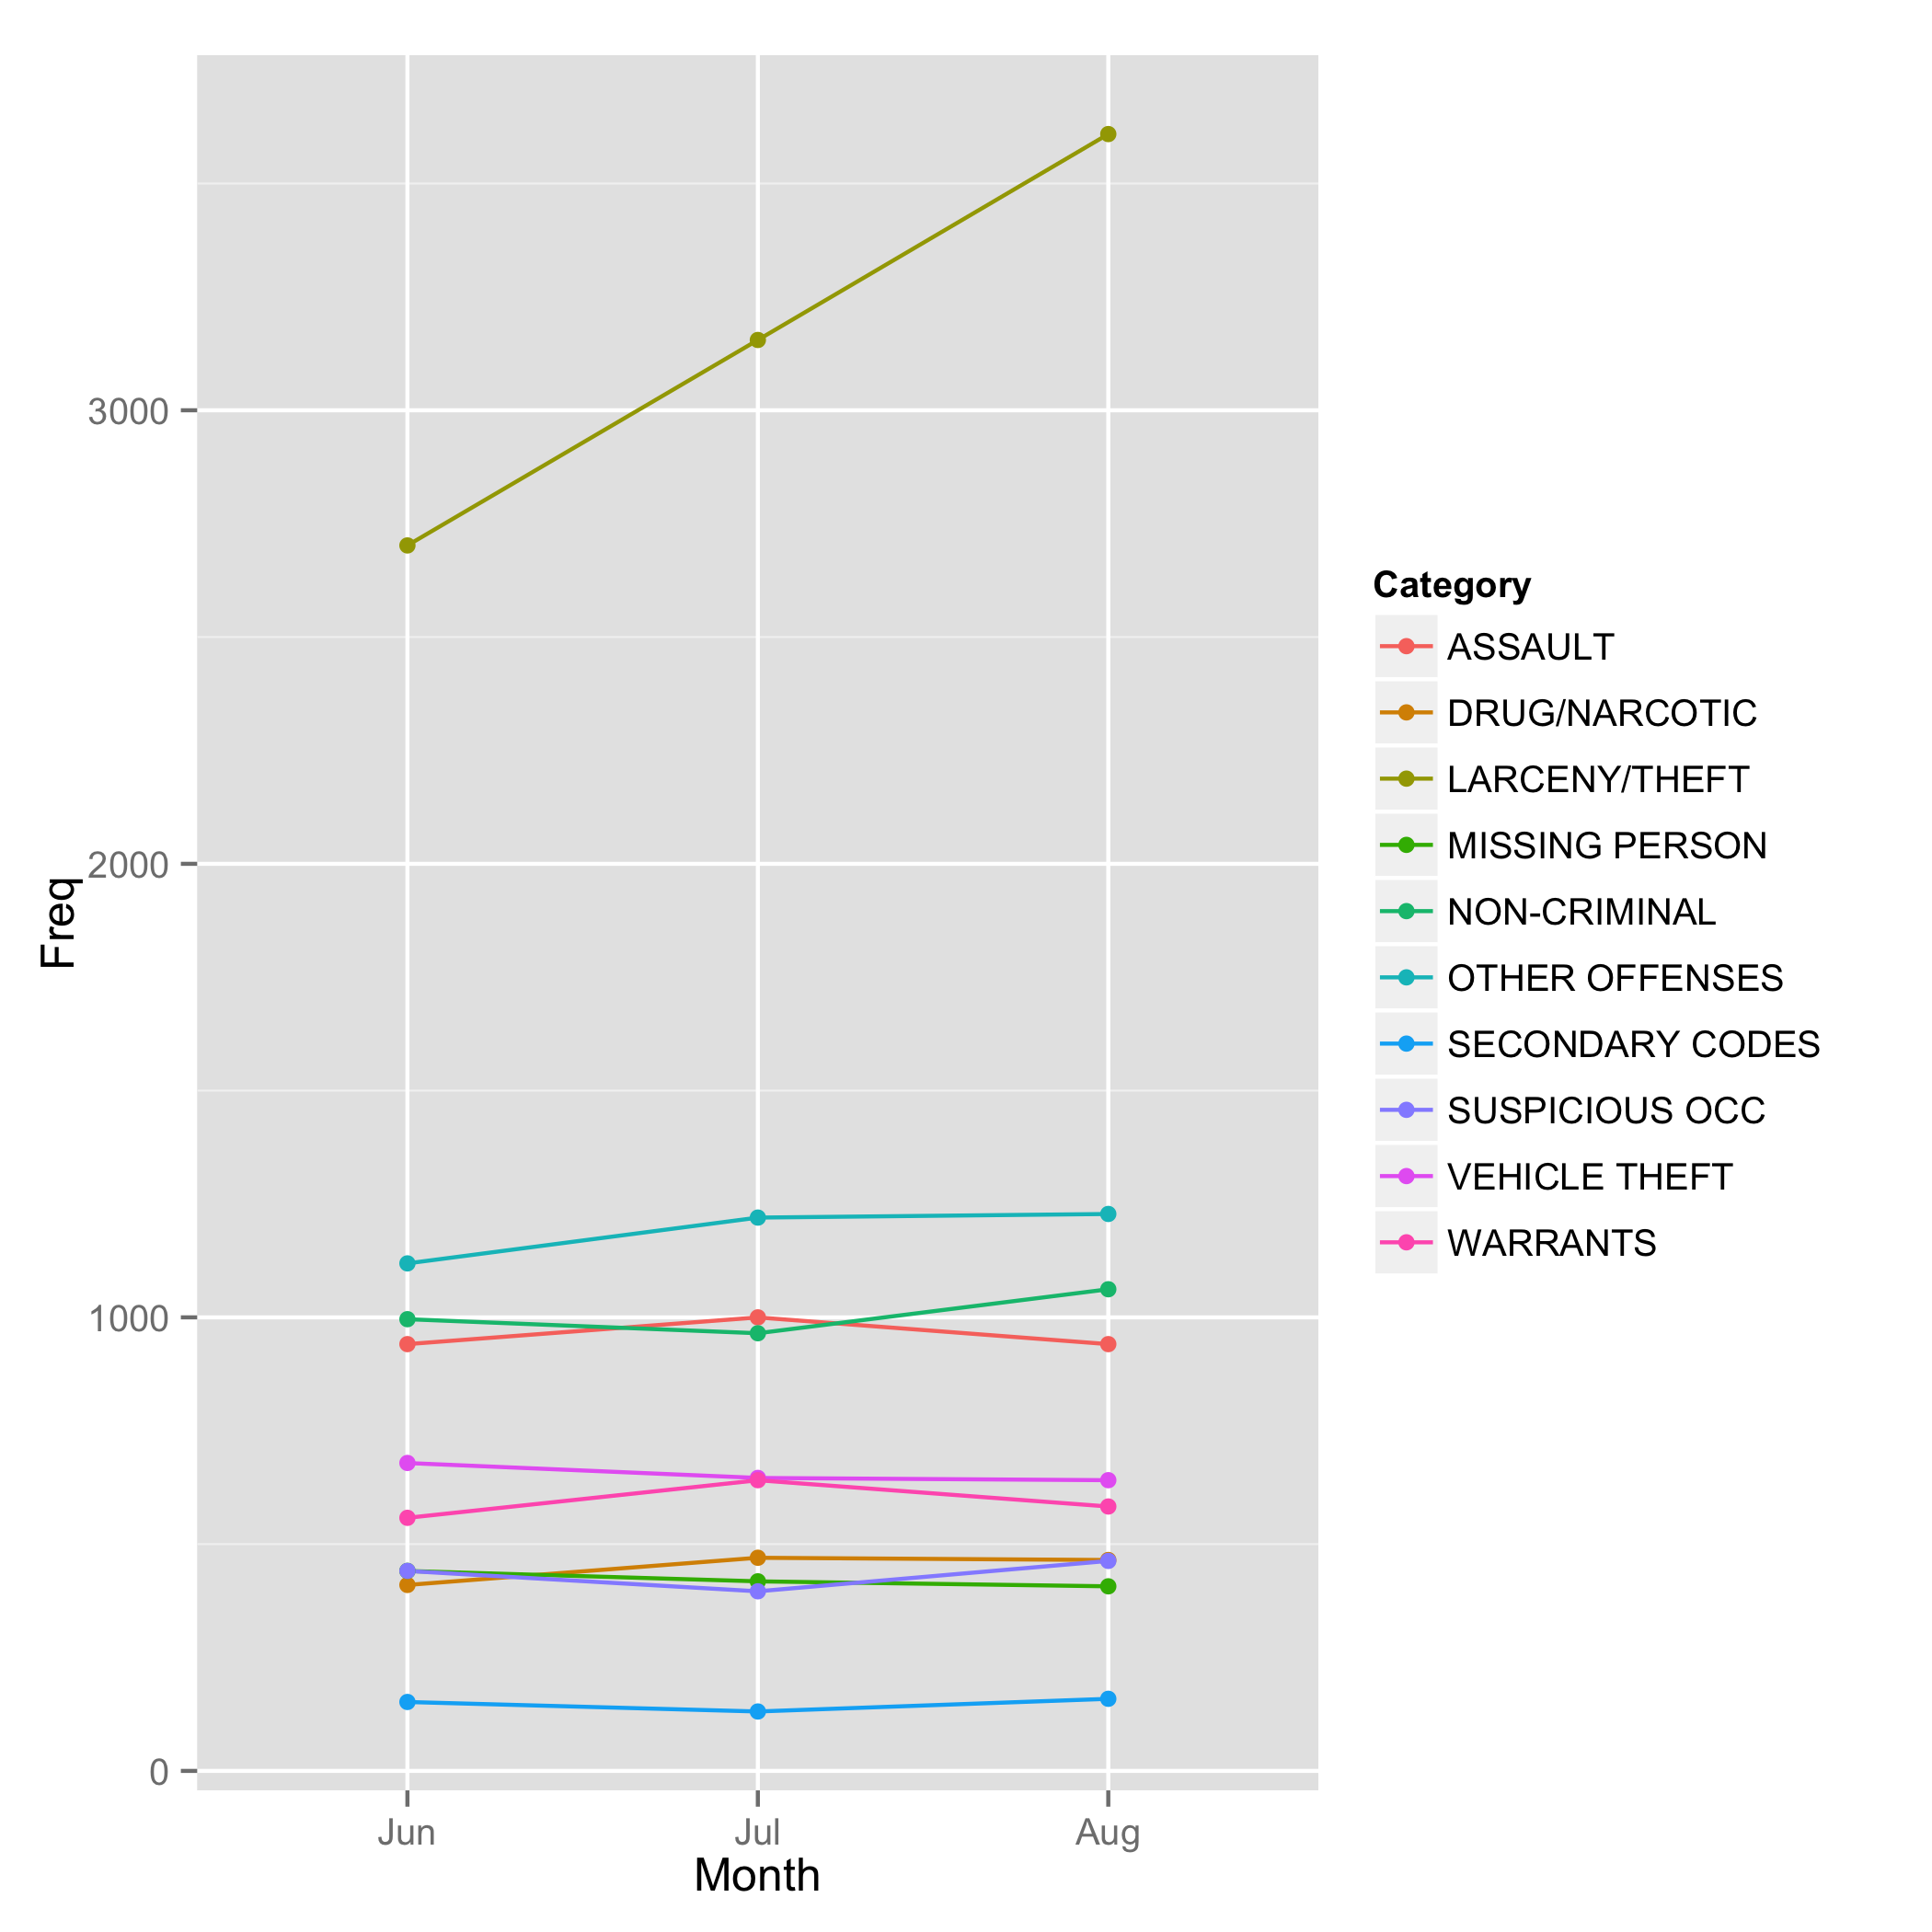 Freq
3000
2000
1000
0
Jun Jul Aug
Month
Category
ASSAULT
DRUG/NARCOTIC
LARCENY/THEFT
MISSING PERSON
NON-CRIMINAL
OTHER OFFENSES
SECONDARY CODES
SUSPICIOUS OCC
VEHICLE THEFT
WARRANTS